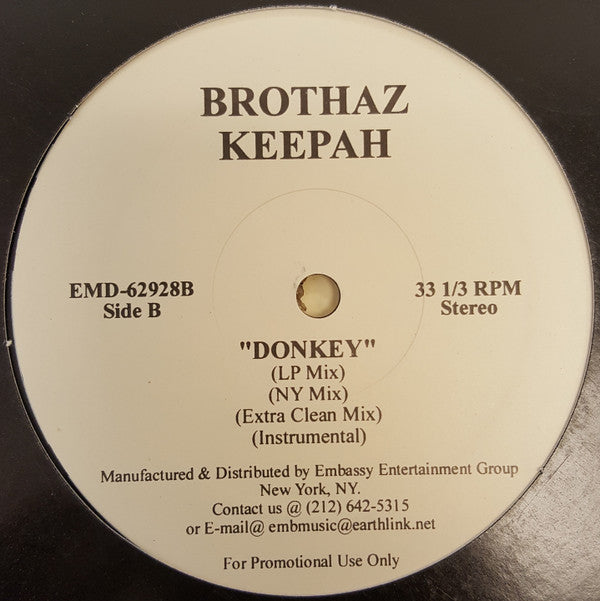 BROTHAZ
KEEPAH
EMD-62928B
Side B
33 1/3 RPM
Stereo
"DONKEY"
(LP Mix)
(NY Mix)
(Extra Clean Mix)
(Instrumental)
Manufactured & Distributed by Embassy Entertainment Group
New York, NY.
Contact us @ (212) 642-5315
or E-mail@ embmusic@earthlink.net
For Promotional Use Only